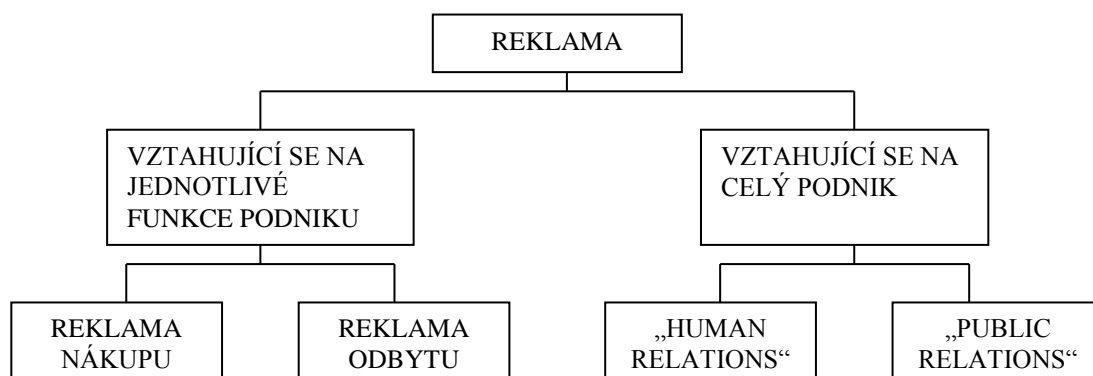 REKLAMA
VZTAHUJÍCÍ SE NA
JEDNOTLIVÉ
FUNKCE PODNIKU
VZTAHUJÍCÍ SE NA
CELÝ PODNIK
REKLAMA
NÁKUPU
REKLAMA
ODBYTU
„HUMAN
RELATIONS“
„PUBLIC
RELATIONS“